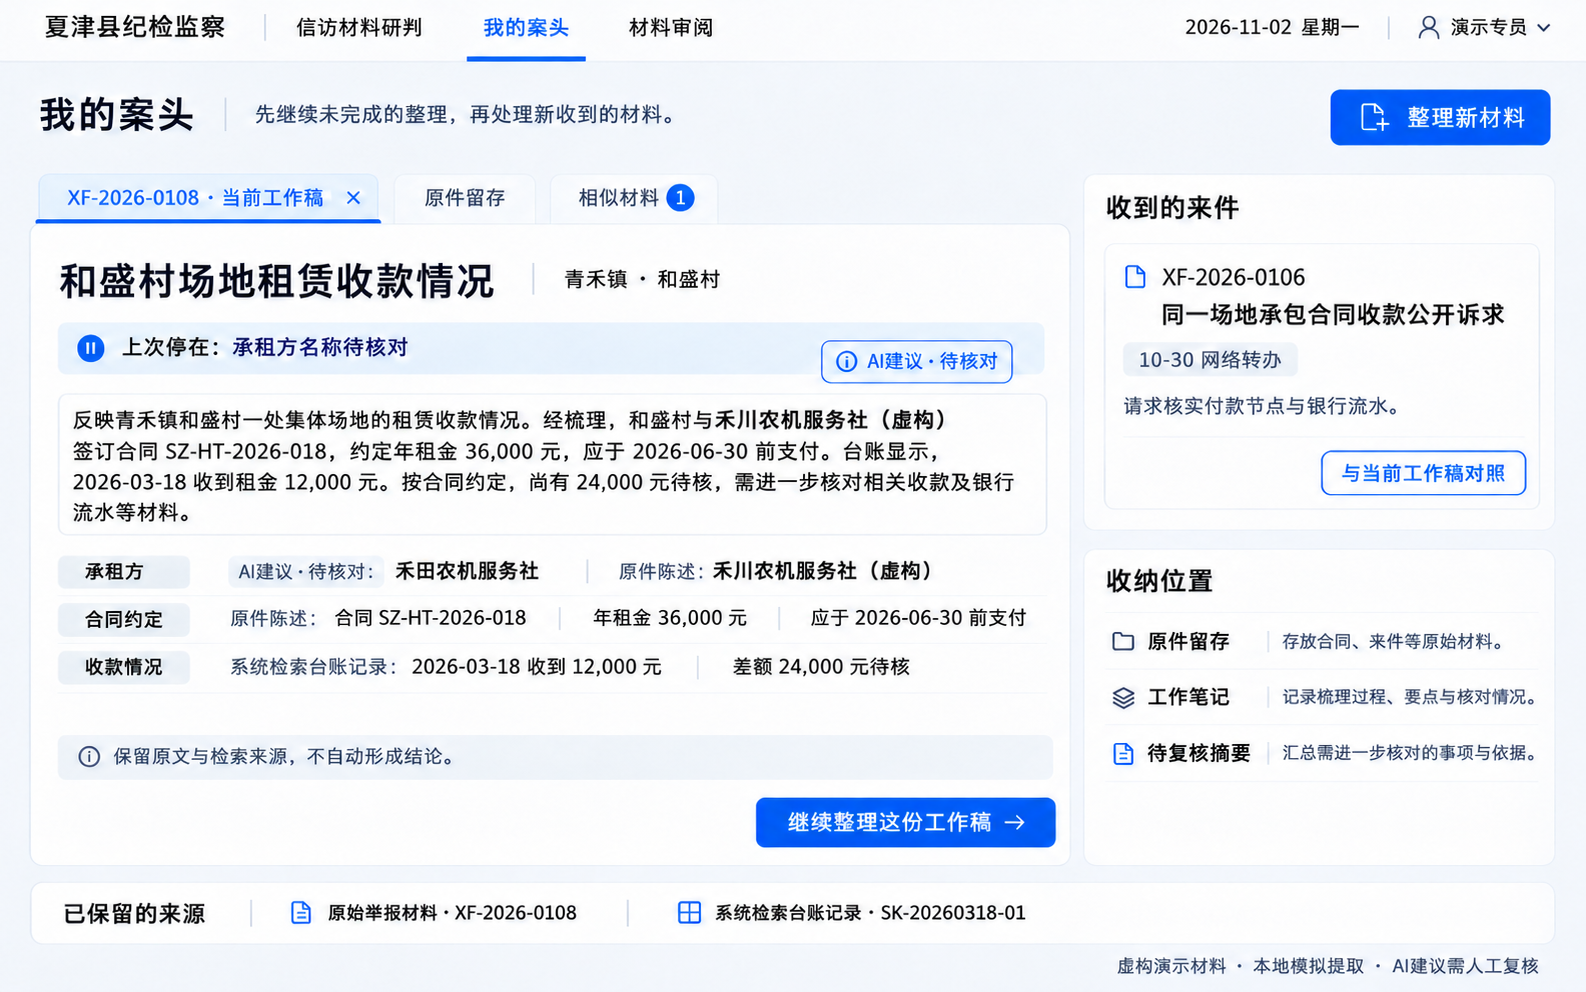 夏津县纪检监察
信访材料研判
我的案头
材料审阅
2026-11-02 星期一
演示专员
我的案头
先继续未完成的整理，再处理新收到的材料。
整理新材料
XF-2026-0108 · 当前工作稿 ×
原件留存
相似材料 1
和盛村场地租赁收款情况
青禾镇 · 和盛村
上次停在：承租方名称待核对
AI建议·待核对
反映青禾镇和盛村一处集体场地的租赁收款情况。经梳理，和盛村与禾川农机服务社（虚构）
签订合同 SZ-HT-2026-018，约定年租金 36,000 元，应于 2026-06-30 前支付。台账显示，
2026-03-18 收到租金 12,000 元。按合同约定，尚有 24,000 元待核，需进一步核对相关收款及银行
流水等材料。
承租方 AI建议·待核对： 禾田农机服务社 原件陈述：禾川农机服务社（虚构）
合同约定 原件陈述： 合同 SZ-HT-2026-018 年租金 36,000 元 应于 2026-06-30 前支付
收款情况 系统检索台账记录： 2026-03-18 收到 12,000 元 差额 24,000 元待核
保留原文与检索来源，不自动形成结论。
继续整理这份工作稿 →
收到的来件
XF-2026-0106
同一场地承包合同收款公开诉求
10-30 网络转办
请求核实付款节点与银行流水。
与当前工作稿对照
收纳位置
原件留存 存放合同、来件等原始材料。
工作笔记 记录梳理过程、要点与核对情况。
待复核摘要 汇总需进一步核对的事项与依据。
已保留的来源
原始举报材料·XF-2026-0108
系统检索台账记录·SK-20260318-01
虚构演示材料 · 本地模拟提取 · AI建议需人工复核